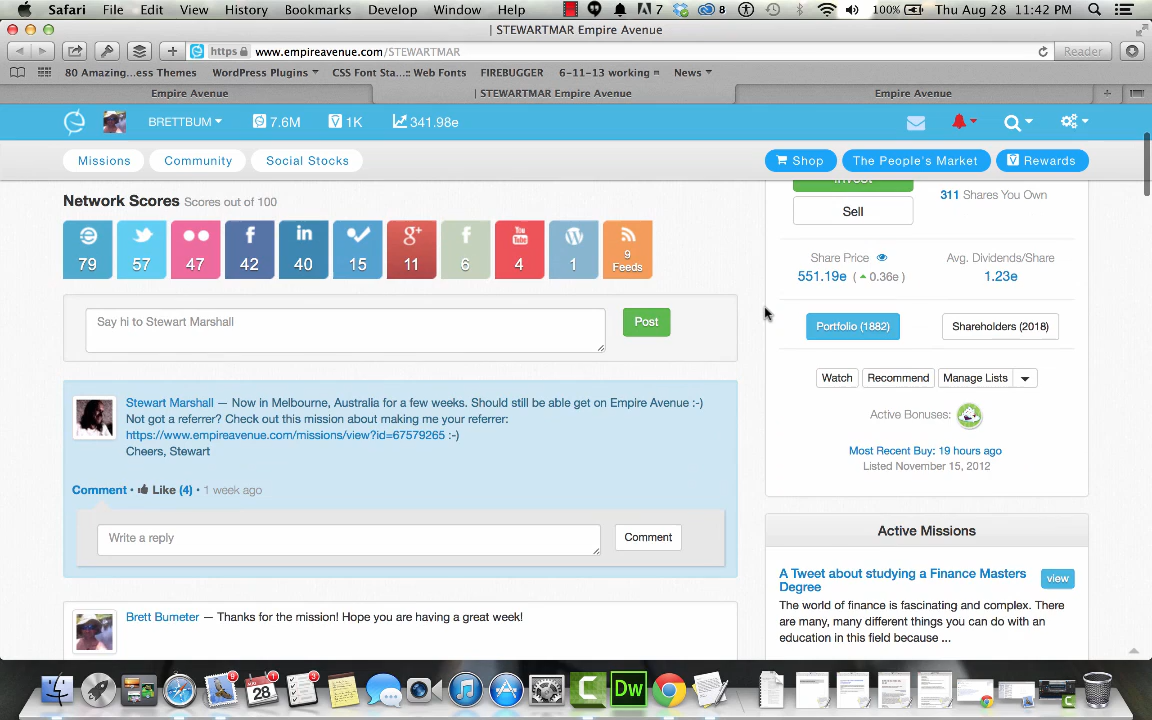 Safari File Edit View History Bookmarks Develop Window Help 7 8 100% Thu Aug 28 11:42 PM
| STEWARTMAR Empire Avenue
https www.empireavenue.com/STEWARTMAR Reader
80 Amazing...ess Themes WordPress Plugins CSS Font Sta...:: Web Fonts FIREBUGGER 6-11-13 working = News
Empire Avenue | STEWARTMAR Empire Avenue Empire Avenue
BRETTBUM 7.6M 1K 341.98e
Missions Community Social Stocks Shop The People's Market Rewards
Network Scores Scores out of 100
79 57 47 42 40 15 11 6 4 1 9
Feeds
Say hi to Stewart Marshall Post
Stewart Marshall — Now in Melbourne, Australia for a few weeks. Should still be able get on Empire Avenue :-)
Not got a referrer? Check out this mission about making me your referrer:
https://www.empireavenue.com/missions/view?id=67579265 :-)
Cheers, Stewart
Comment • Like (4) • 1 week ago
Write a reply Comment
Brett Bumeter — Thanks for the mission! Hope you are having a great week!
Invest
311 Shares You Own
Sell
Share Price Avg. Dividends/Share
551.19e ( 0.36e ) 1.23e
Portfolio (1882) Shareholders (2018)
Watch Recommend Manage Lists
Active Bonuses:
Most Recent Buy: 19 hours ago
Listed November 15, 2012
Active Missions
A Tweet about studying a Finance Masters
Degree
view
The world of finance is fascinating and complex. There
are many, many different things you can do with an
education in this field because ...